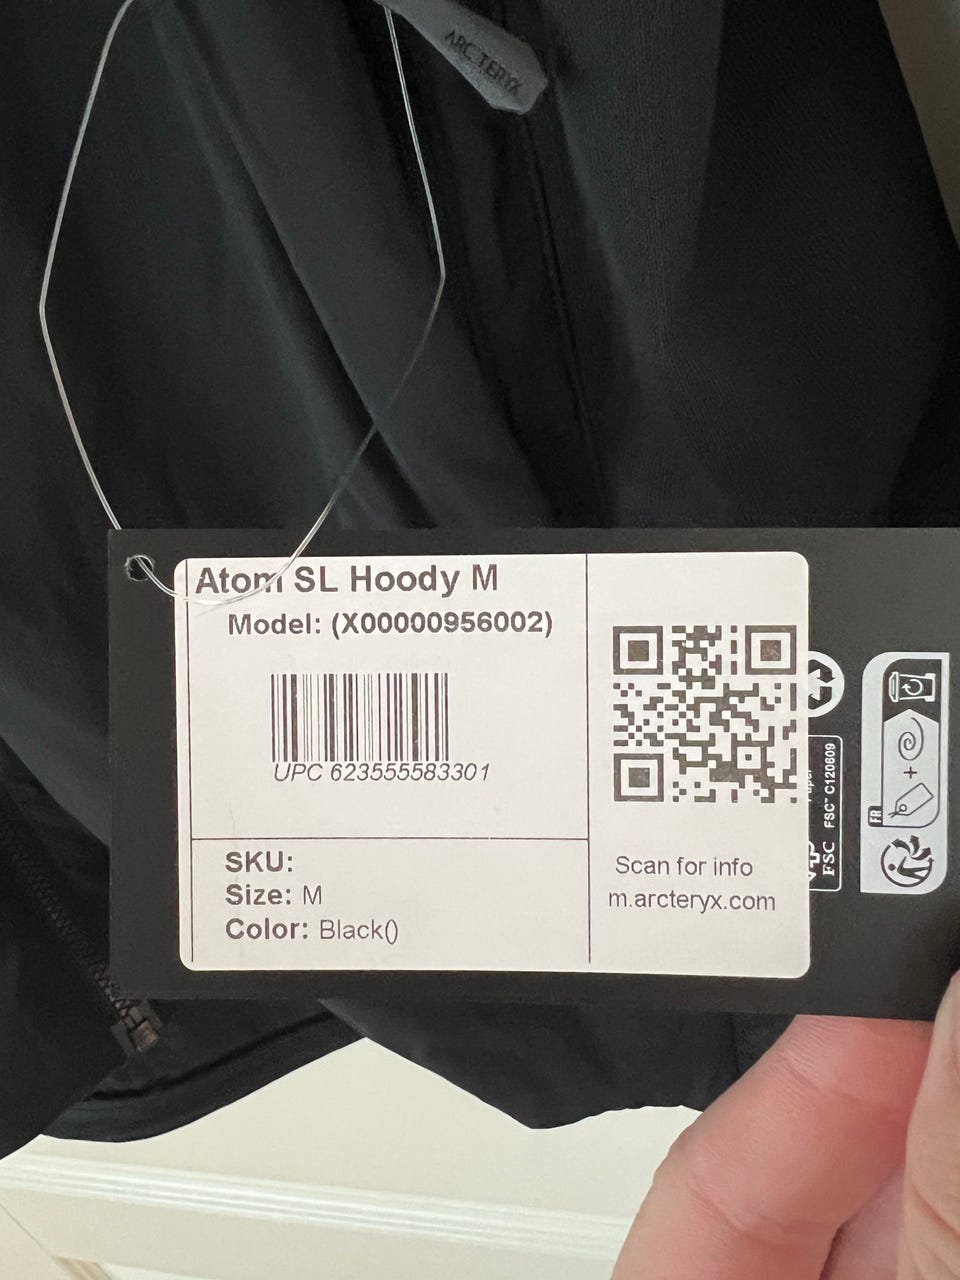 ARC'TERYX
Atom SL Hoody M
Model: (X00000956002)
UPC 623555583301
SKU:
Size: M
Color: Black()
Scan for info
m.arcteryx.com
FSC
FSC™ C120609
FR